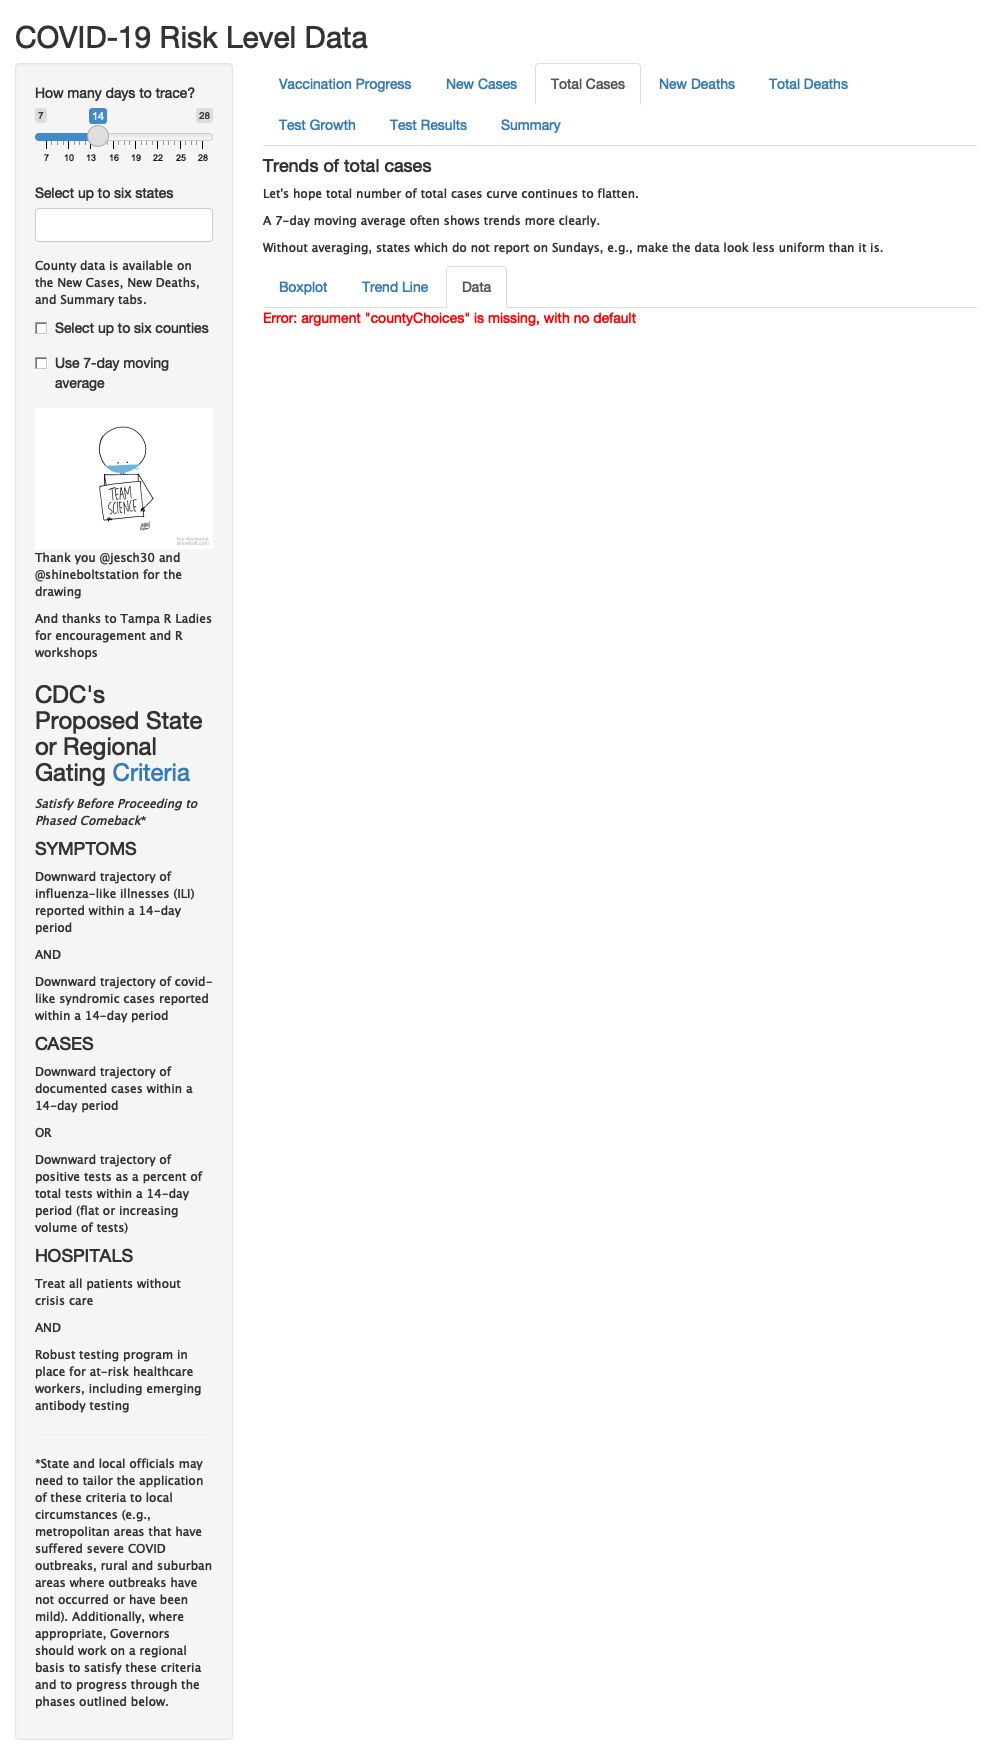 COVID-19 Risk Level Data
How many days to trace?
7 14 28
7 10 13 16 19 22 25 28
Select up to six states
County data is available on
the New Cases, New Deaths,
and Summary tabs.
Select up to six counties
Use 7-day moving
average
TEAM
SCIENCE
free download at
shinebolt.com
Thank you @jesch30 and
@shineboltstation for the
drawing
And thanks to Tampa R Ladies
for encouragement and R
workshops
CDC's
Proposed State
or Regional
Gating Criteria
Satisfy Before Proceeding to
Phased Comeback*
SYMPTOMS
Downward trajectory of
influenza-like illnesses (ILI)
reported within a 14-day
period
AND
Downward trajectory of covid-
like syndromic cases reported
within a 14-day period
CASES
Downward trajectory of
documented cases within a
14-day period
OR
Downward trajectory of
positive tests as a percent of
total tests within a 14-day
period (flat or increasing
volume of tests)
HOSPITALS
Treat all patients without
crisis care
AND
Robust testing program in
place for at-risk healthcare
workers, including emerging
antibody testing
*State and local officials may
need to tailor the application
of these criteria to local
circumstances (e.g.,
metropolitan areas that have
suffered severe COVID
outbreaks, rural and suburban
areas where outbreaks have
not occurred or have been
mild). Additionally, where
appropriate, Governors
should work on a regional
basis to satisfy these criteria
and to progress through the
phases outlined below.
Vaccination Progress New Cases Total Cases New Deaths Total Deaths
Test Growth Test Results Summary
Trends of total cases
Let's hope total number of total cases curve continues to flatten.
A 7-day moving average often shows trends more clearly.
Without averaging, states which do not report on Sundays, e.g., make the data look less uniform than it is.
Boxplot Trend Line Data
Error: argument "countyChoices" is missing, with no default